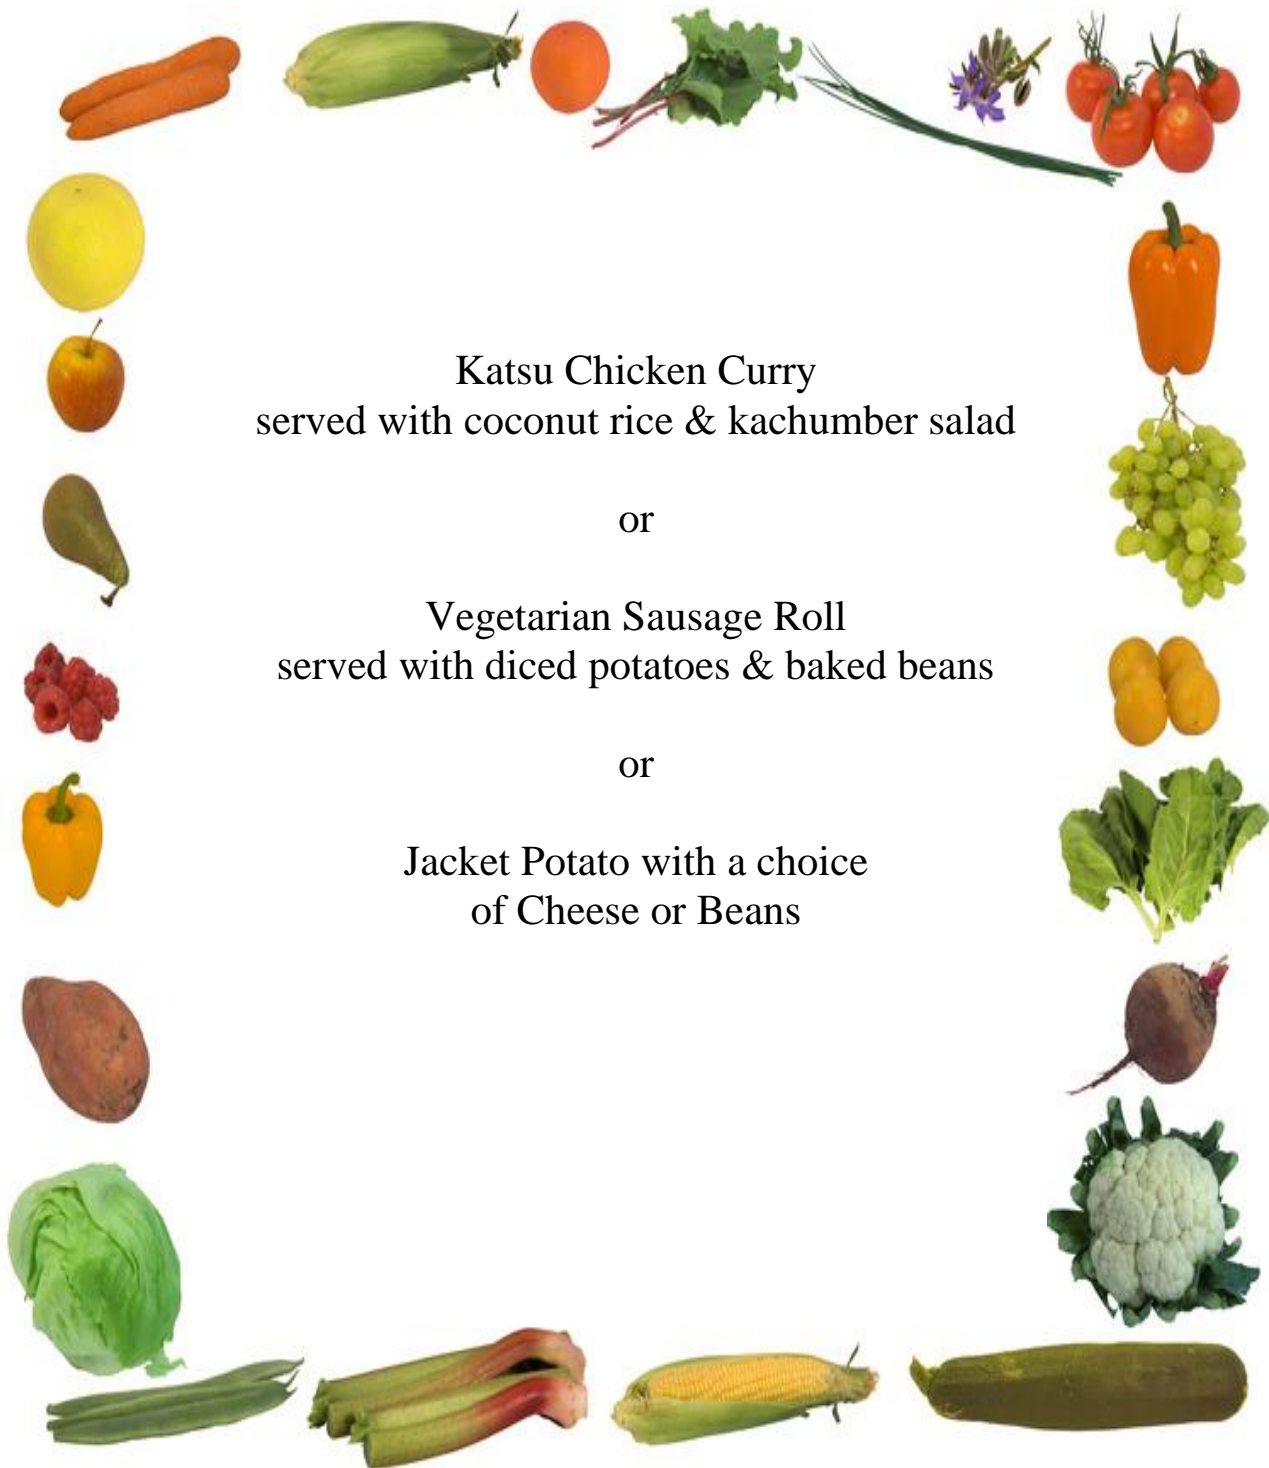 Katsu Chicken Curry
served with coconut rice & kachumber salad
or
Vegetarian Sausage Roll
served with diced potatoes & baked beans
or
Jacket Potato with a choice
of Cheese or Beans